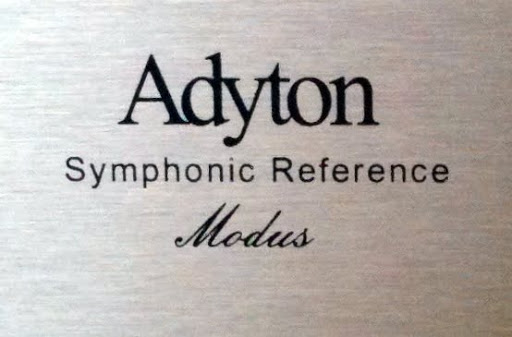 Adyton
Symphonic Reference
Modus